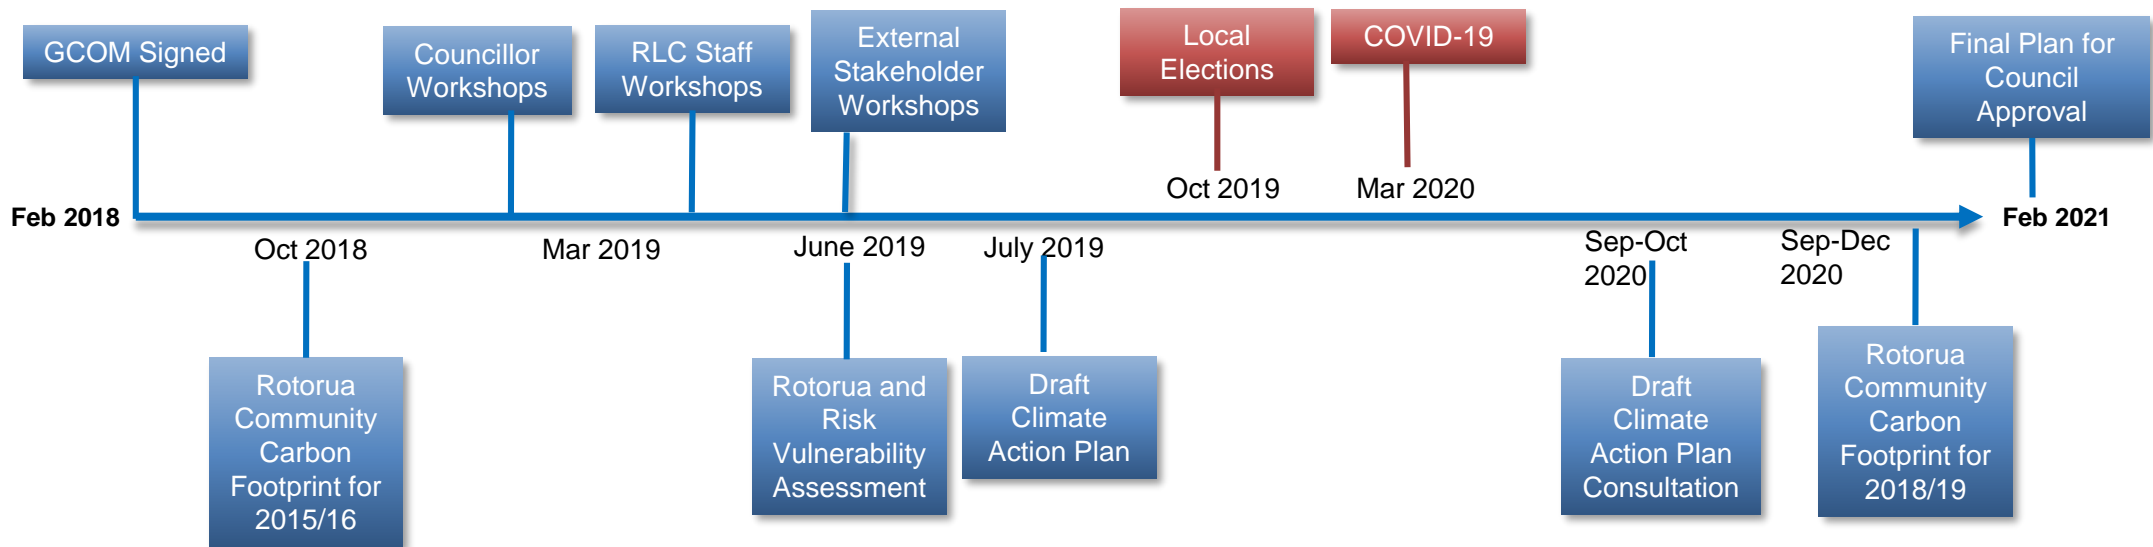 GCOM Signed
Councillor
Workshops
RLC Staff
Workshops
External
Stakeholder
Workshops
Local
Elections
COVID-19
Final Plan for
Council
Approval
Oct 2019
Mar 2020
Feb 2018
Feb 2021
Oct 2018
Mar 2019
June 2019
July 2019
Sep-Oct
2020
Sep-Dec
2020
Rotorua
Community
Carbon
Footprint for
2015/16
Rotorua and
Risk
Vulnerability
Assessment
Draft
Climate
Action Plan
Draft
Climate
Action Plan
Consultation
Rotorua
Community
Carbon
Footprint for
2018/19